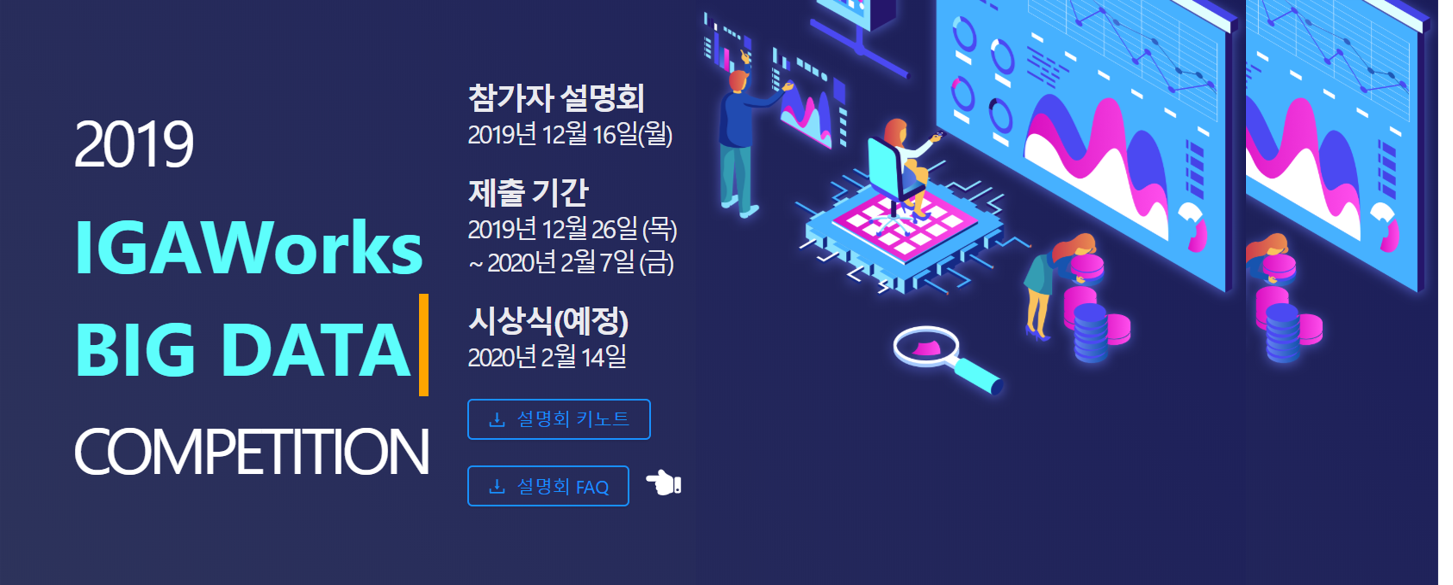 2019
IGAWorks
BIG DATA
COMPETITION
참가자 설명회
2019년 12월 16일(월)
제출 기간
2019년 12월 26일 (목)
~ 2020년 2월 7일 (금)
시상식(예정)
2020년 2월 14일
설명회 키노트
설명회 FAQ